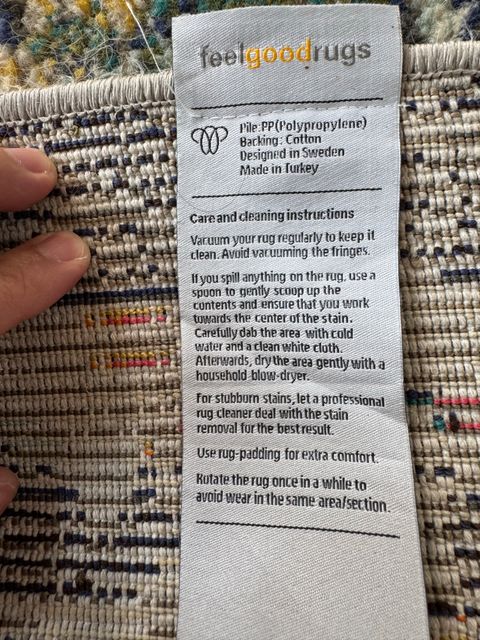 feelgoodrugs
Pile:PP(Polypropylene)
Backing: Cotton
Designed in Sweden
Made in Turkey
Care and cleaning instructions
Vacuum your rug regularly to keep it
clean. Avoid vacuuming the fringes.
If you spill anything on the rug, use a
spoon to gently scoop up the
contents and ensure that you work
towards the center of the stain.
Carefully dab the area with cold
water and a clean white cloth.
Afterwards, dry the area gently with a
household blow-dryer.
For stubburn stains, let a professional
rug cleaner deal with the stain
removal for the best result.
Use rug-padding for extra comfort.
Rotate the rug once in a while to
avoid wear in the same area/section.